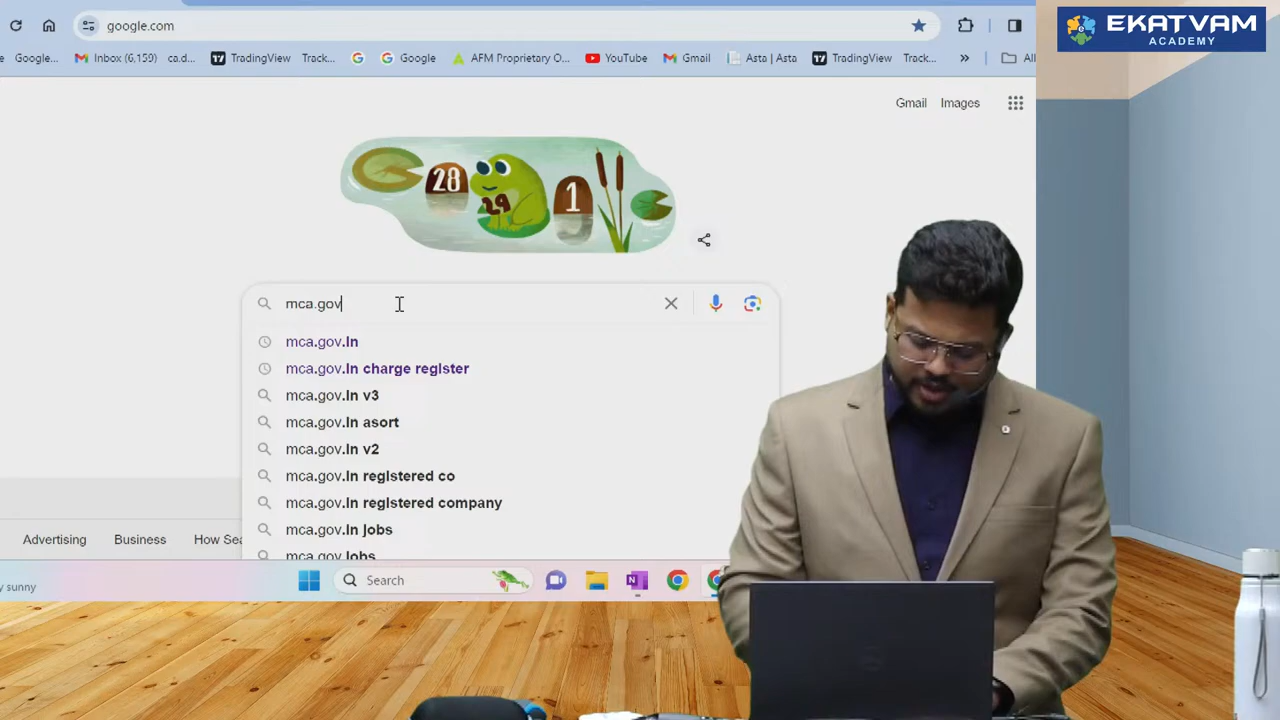 google.com
EKATVAM
ACADEMY
Google...
Inbox (6,159) ca.d...
TradingView Track...
Google
AFM Proprietary O...
YouTube
Gmail
Asta | Asta
TradingView Track...
»
All
Gmail
Images
28
29
1
mca.gov
mca.gov.in
mca.gov.in charge register
mca.gov.in v3
mca.gov.in asort
mca.gov.in v2
mca.gov.in registered co
mca.gov.in registered company
mca.gov.in jobs
mca.gov jobs
Advertising
Business
How Sea
y sunny
Search